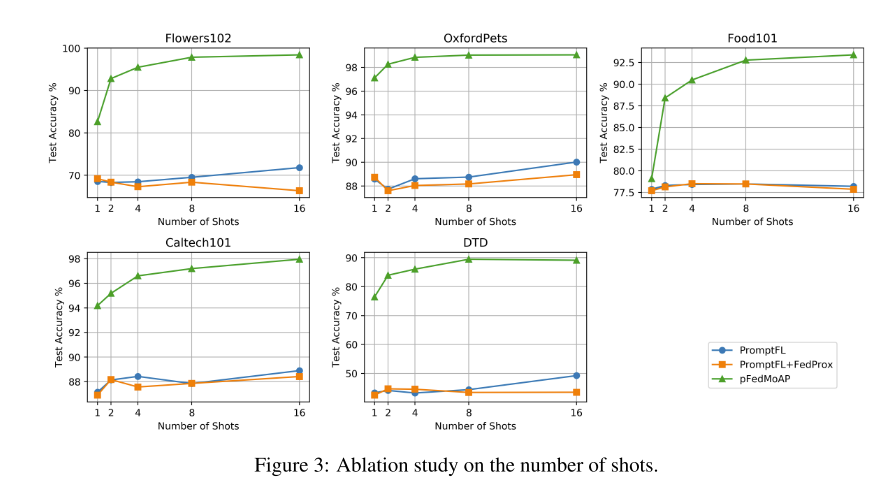 Flowers102
100
90
80
70
Test Accuracy %
1 2 4 8 16
Number of Shots
OxfordPets
98
96
94
92
90
88
Test Accuracy %
1 2 4 8 16
Number of Shots
Food101
92.5
90.0
87.5
85.0
82.5
80.0
77.5
Test Accuracy %
1 2 4 8 16
Number of Shots
Caltech101
98
96
94
92
90
88
Test Accuracy %
1 2 4 8 16
Number of Shots
DTD
90
80
70
60
50
Test Accuracy %
1 2 4 8 16
Number of Shots
PromptFL
PromptFL+FedProx
pFedMoAP
Figure 3: Ablation study on the number of shots.